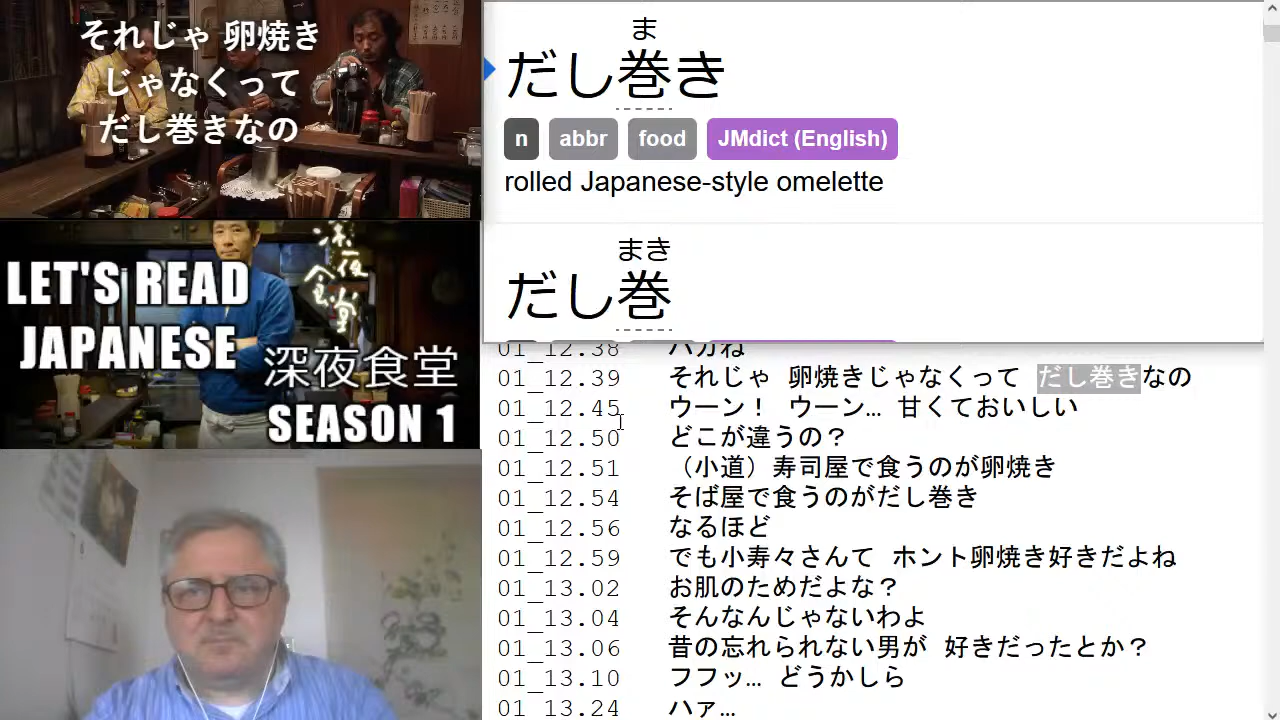 それじゃ 卵焼き
じゃなくって
だし巻きなの
LET'S READ
JAPANESE
深夜食堂
SEASON 1
深夜
食堂
ま
だし巻き
n abbr food JMdict (English)
rolled Japanese-style omelette
まき
だし巻
01_12.38 バカね
01_12.39 それじゃ 卵焼きじゃなくって だし巻きなの
01_12.45 ウーン! ウーン… 甘くておいしい
01_12.50 どこが違うの?
01_12.51 (小道)寿司屋で食うのが卵焼き
01_12.54 そば屋で食うのがだし巻き
01_12.56 なるほど
01_12.59 でも小寿々さんて ホント卵焼き好きだよね
01_13.02 お肌のためだよな?
01_13.04 そんなんじゃないわよ
01_13.06 昔の忘れられない男が 好きだったとか?
01_13.10 フフッ… どうかしら
01_13.24 ハァ…